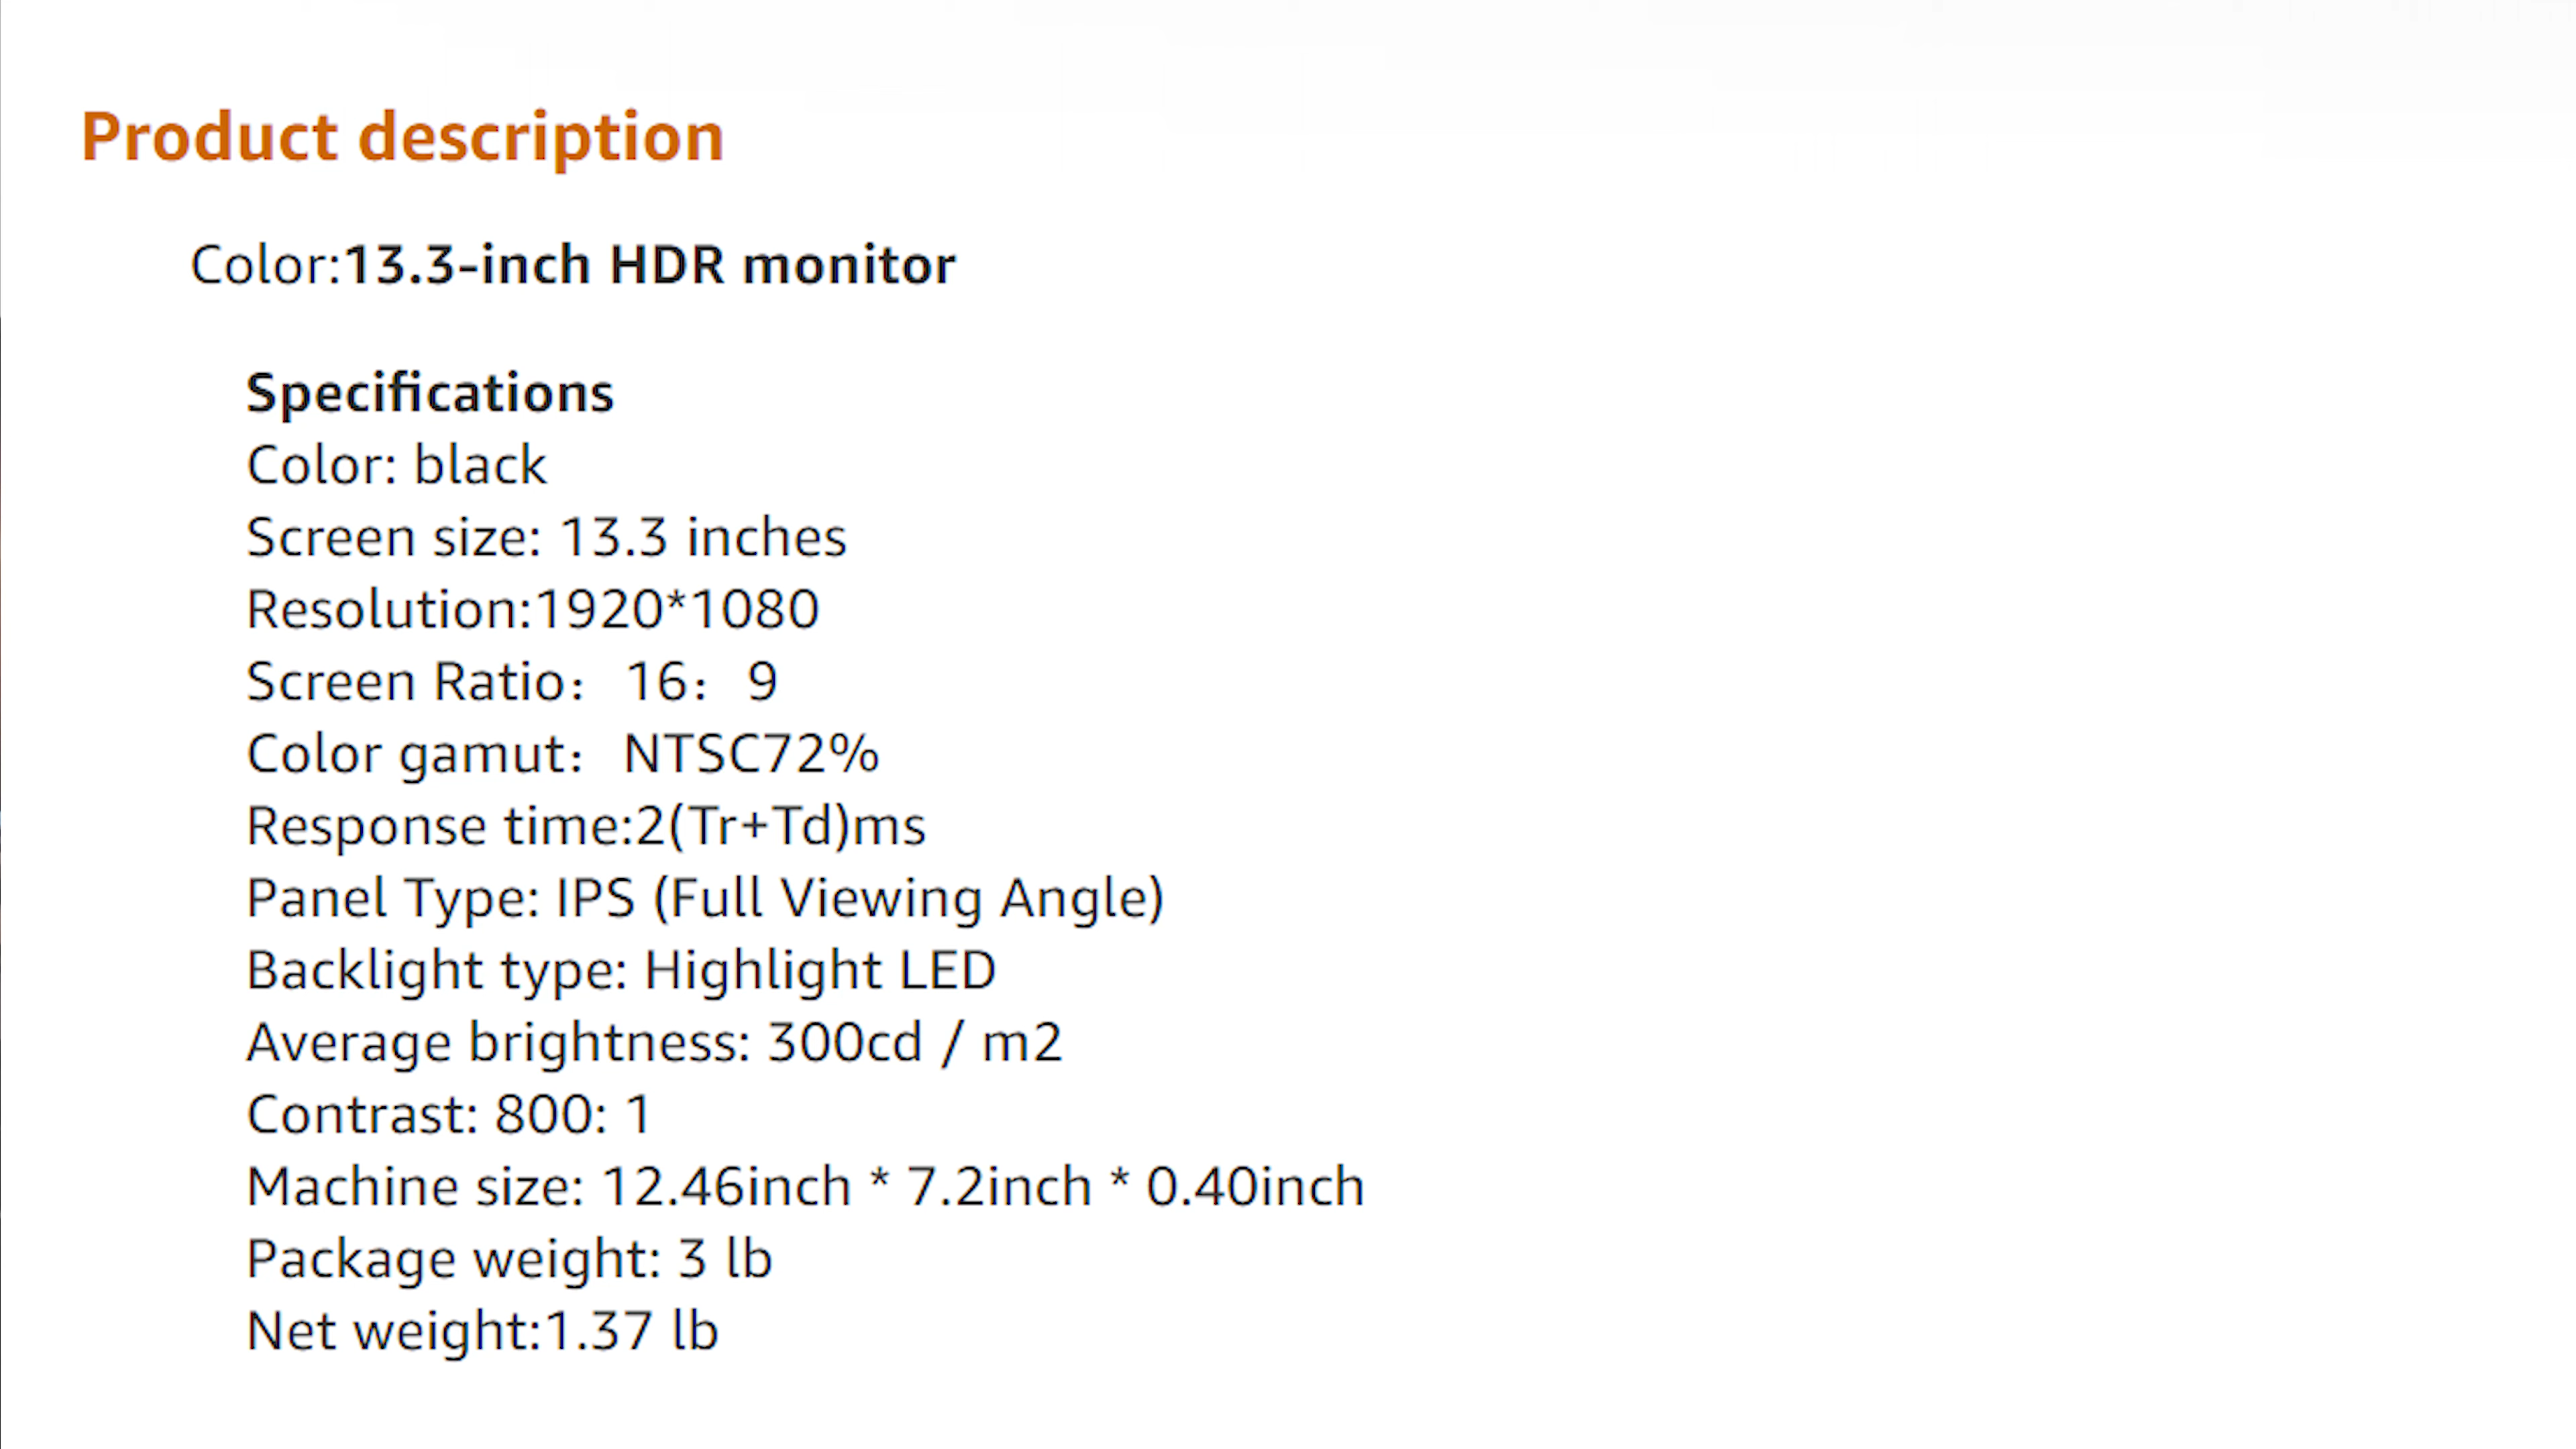 Product description
Color:13.3-inch HDR monitor
Specifications
Color: black
Screen size: 13.3 inches
Resolution:1920*1080
Screen Ratio：16：9
Color gamut：NTSC72%
Response time:2(Tr+Td)ms
Panel Type: IPS (Full Viewing Angle)
Backlight type: Highlight LED
Average brightness: 300cd / m2
Contrast: 800: 1
Machine size: 12.46inch * 7.2inch * 0.40inch
Package weight: 3 lb
Net weight:1.37 lb